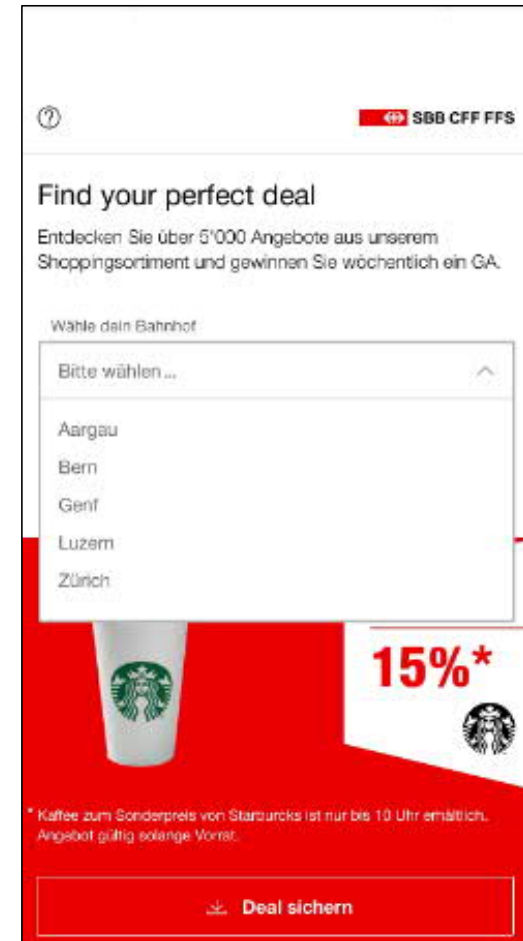 SBB CFF FFS
Find your perfect deal
Entdecken Sie über 5'000 Angebote aus unserem
Shoppingsortiment und gewinnen Sie wöchentlich ein GA.
Wähle dein Bahnhof
Bitte wählen ...
Aargau
Bern
Genf
Luzern
Zürich
15%*
* Kaffee zum Sonderpreis von Starburcks ist nur bis 10 Uhr erhältlich.
Angebot gültig solange Vorrat.
Deal sichern